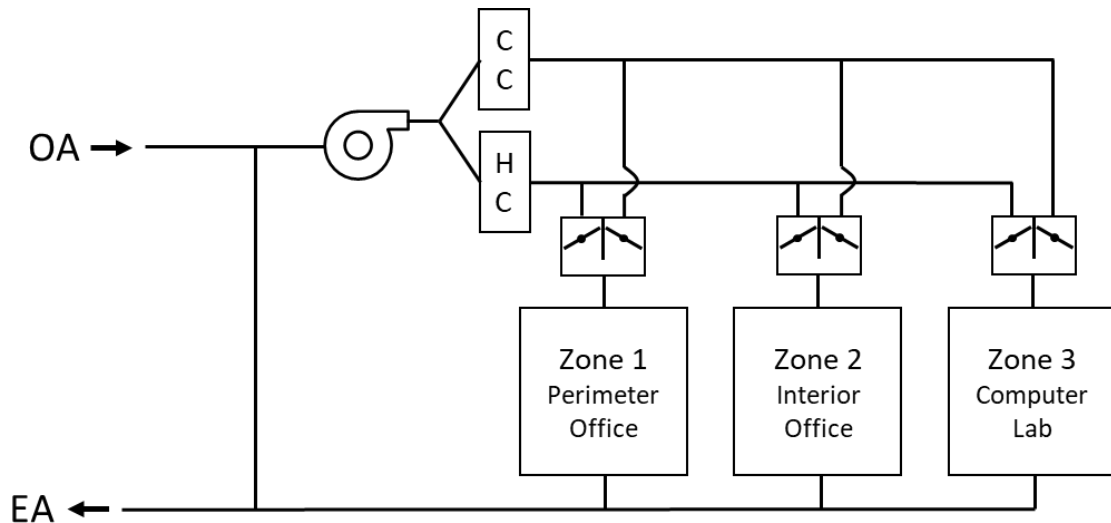 C
C
OA
H
C
Zone 1
Perimeter
Office
Zone 2
Interior
Office
Zone 3
Computer
Lab
EA